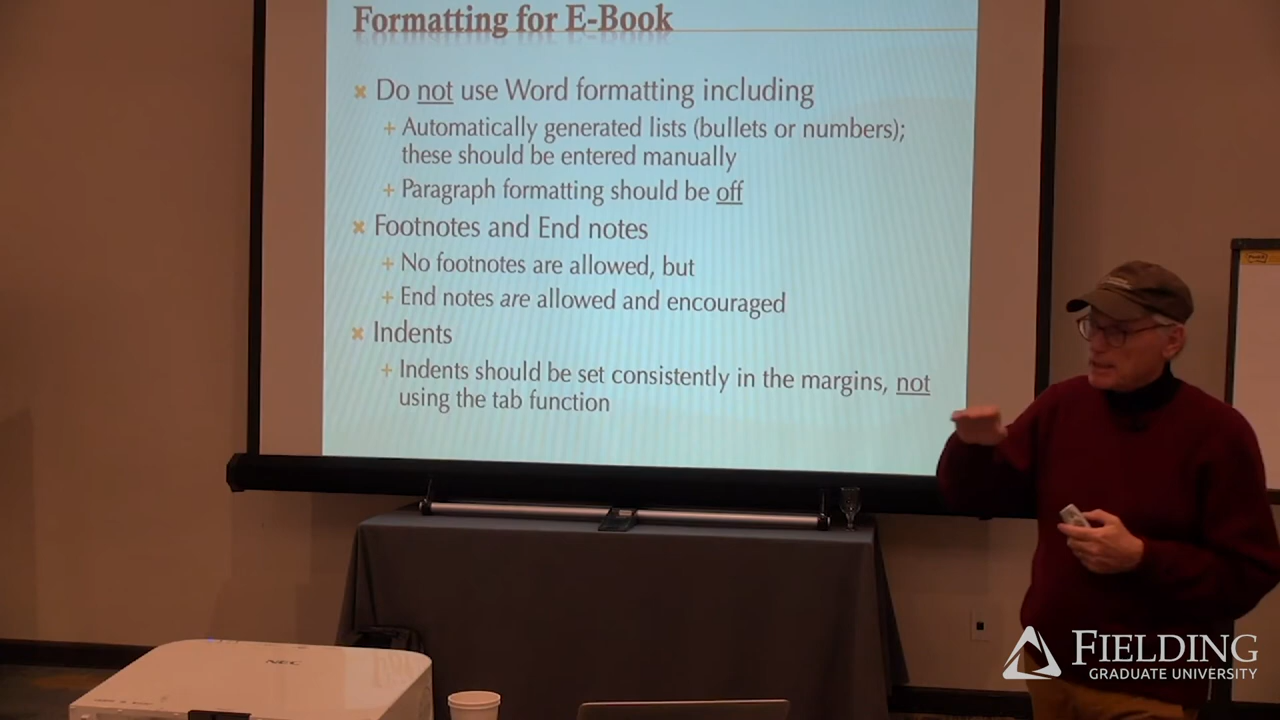 Formatting for E-Book
Do not use Word formatting including
Automatically generated lists (bullets or numbers);
these should be entered manually
Paragraph formatting should be off
Footnotes and End notes
No footnotes are allowed, but
End notes are allowed and encouraged
Indents
Indents should be set consistently in the margins, not
using the tab function
NEC
FIELDING
GRADUATE UNIVERSITY